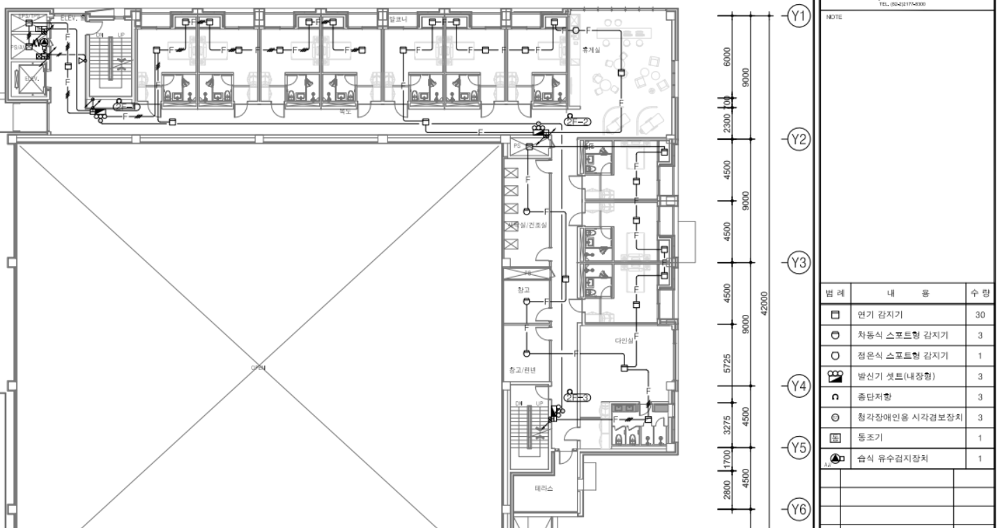 TEL. (82-2)2177-8300
NOTE
EPS/TPS
ELEV.
발코니
DN UP
PS/AV
휴게실
ELEV.
복도
2F-1
2F-2
PS
세탁실/건조실
PS
창고
다인실
창고/린넨
OPEN
2F-3
DN UP
테라스
F
6000
9000
700
2300
4500
9000
4500
4500
9000
42000
5725
3275
4500
1700
4500
2800
Y1
Y2
Y3
Y4
Y5
Y6
범 례 내 용 수 량
연기 감지기 30
차동식 스포트형 감지기 3
정온식 스포트형 감지기 1
발신기 셋트(내장형) 3
종단저항 3
청각장애인용 시각경보장치 3
동 동조기 1
습식 유수검지장치 1